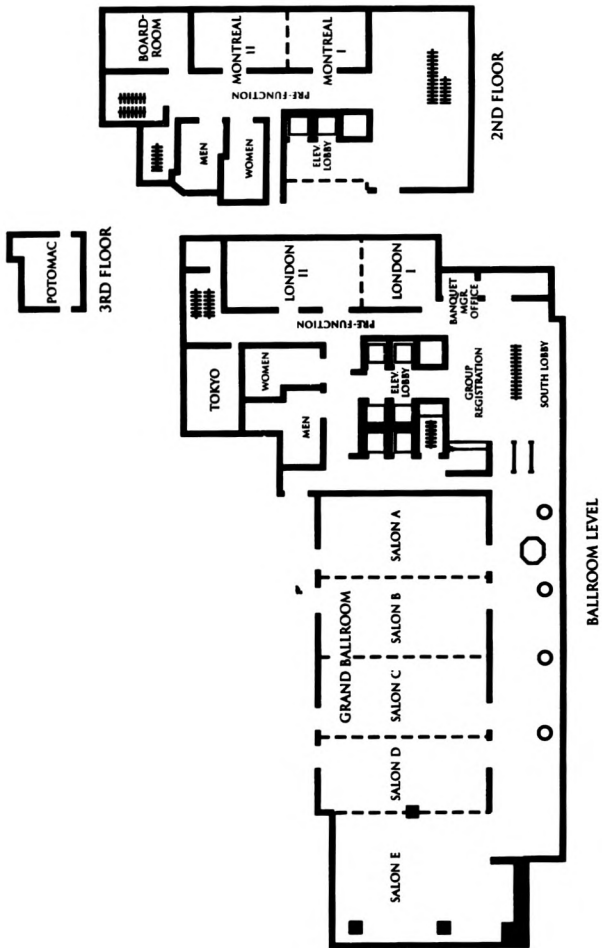 POTOMAC
3RD FLOOR
BOARD-
ROOM
MONTREAL
II
MONTREAL
I
PRE-FUNCTION
MEN
WOMEN
ELEV.
LOBBY
2ND FLOOR
TOKYO
WOMEN
MEN
LONDON
II
LONDON
I
PRE-FUNCTION
ELEV.
LOBBY
BANQUET
MGR.
OFFICE
GROUP
REGISTRATION
SOUTH LOBBY
GRAND BALLROOM
SALON A
SALON B
SALON C
SALON D
SALON E
BALLROOM LEVEL